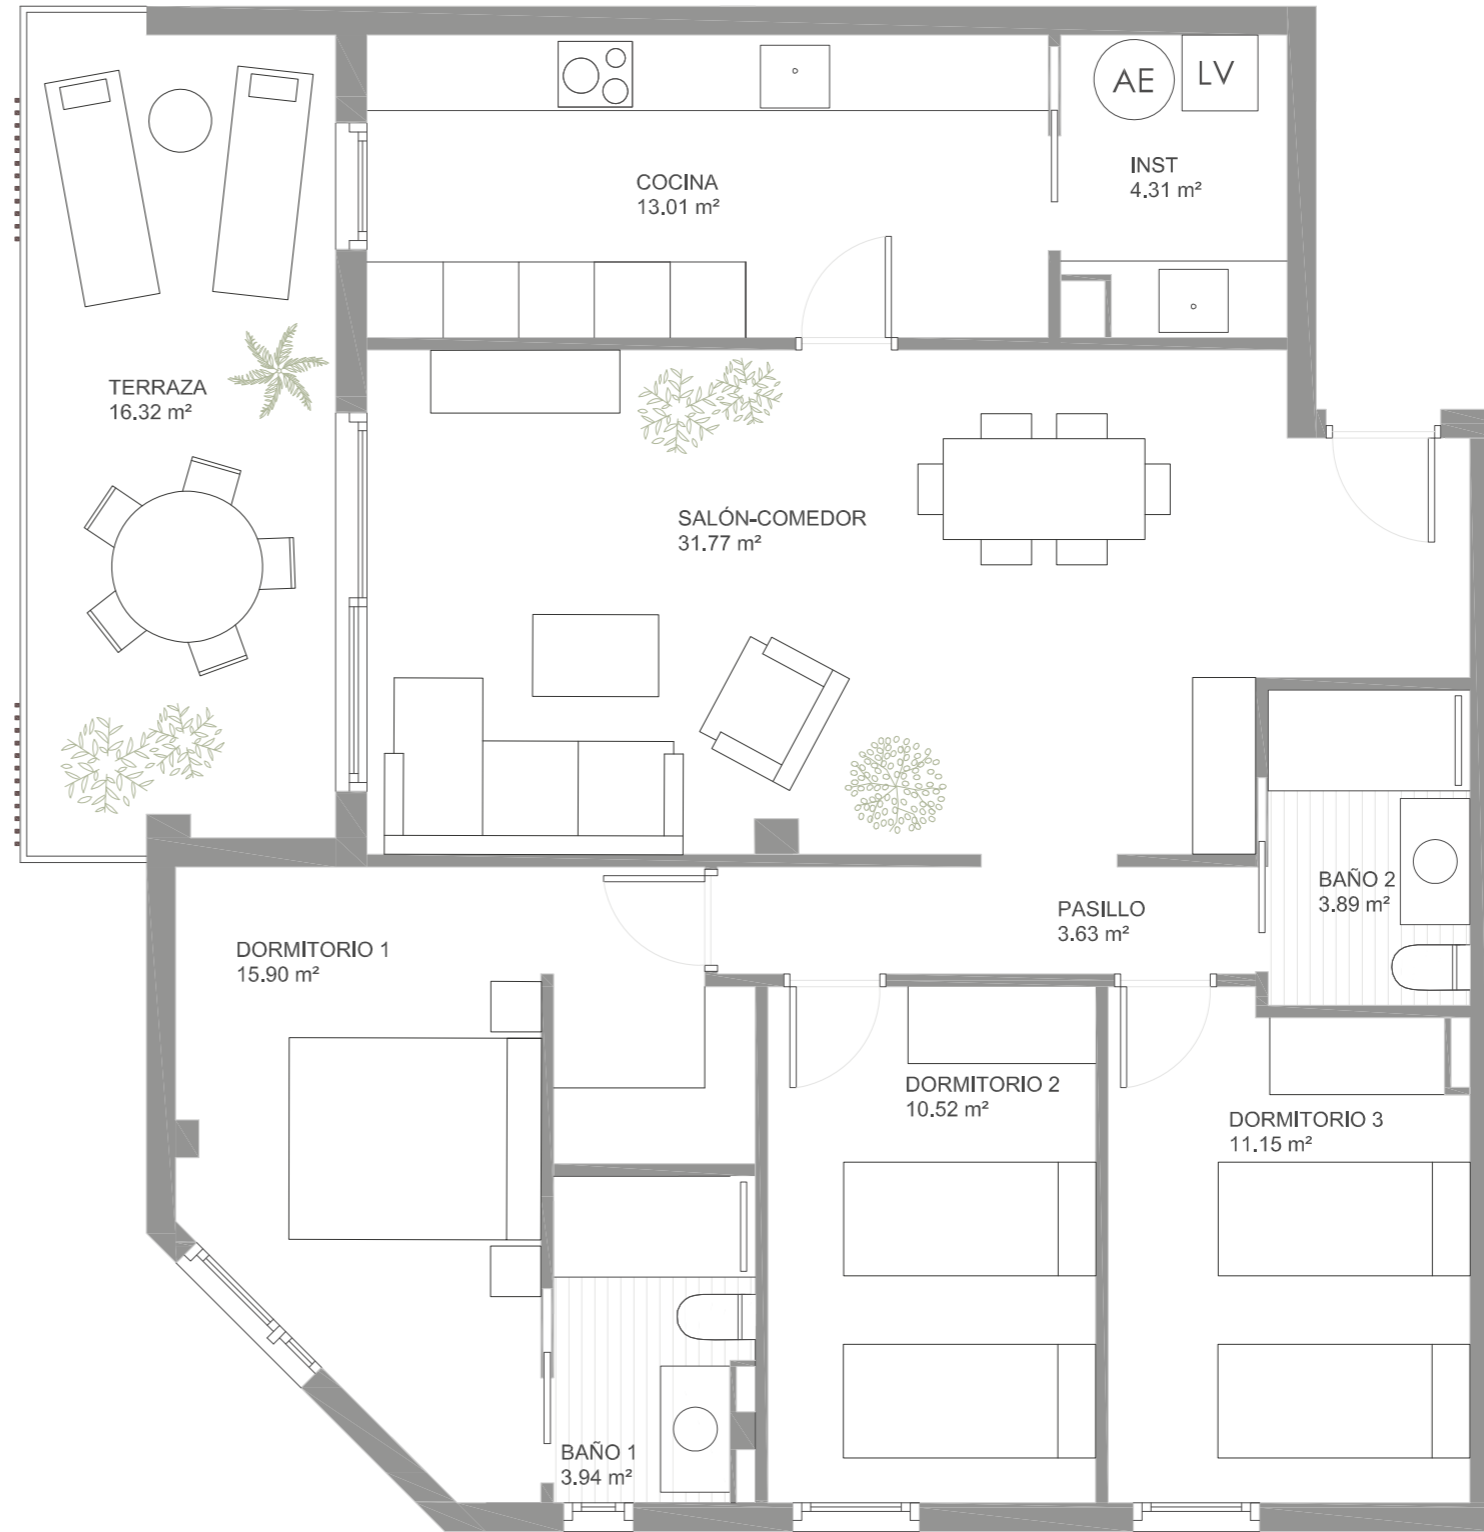 AE
LV
COCINA
13.01 m²
INST
4.31 m²
TERRAZA
16.32 m²
SALÓN-COMEDOR
31.77 m²
BAÑO 2
3.89 m²
PASILLO
3.63 m²
DORMITORIO 1
15.90 m²
DORMITORIO 2
10.52 m²
DORMITORIO 3
11.15 m²
BAÑO 1
3.94 m²